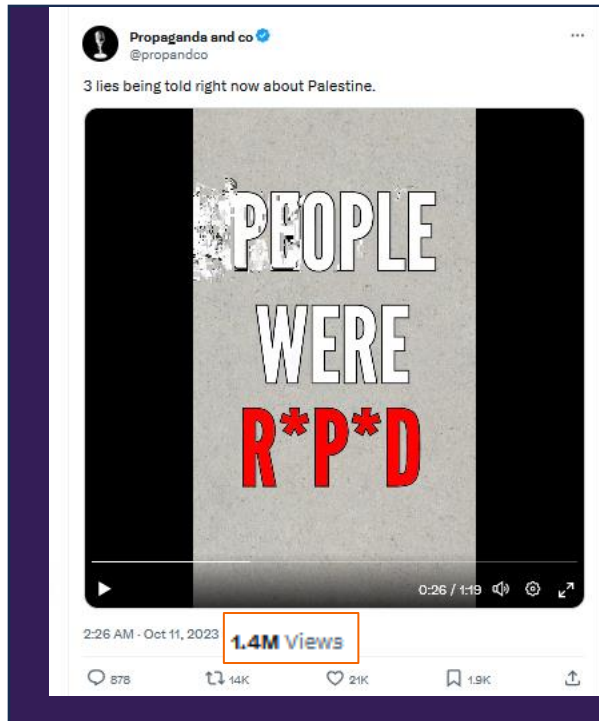 Propaganda and co
@propandco
3 lies being told right now about Palestine.
PEOPLE
WERE
R*P*D
0:26 / 1:19
2:26 AM · Oct 11, 2023 1.4M Views
878 14K 21K 1.9K